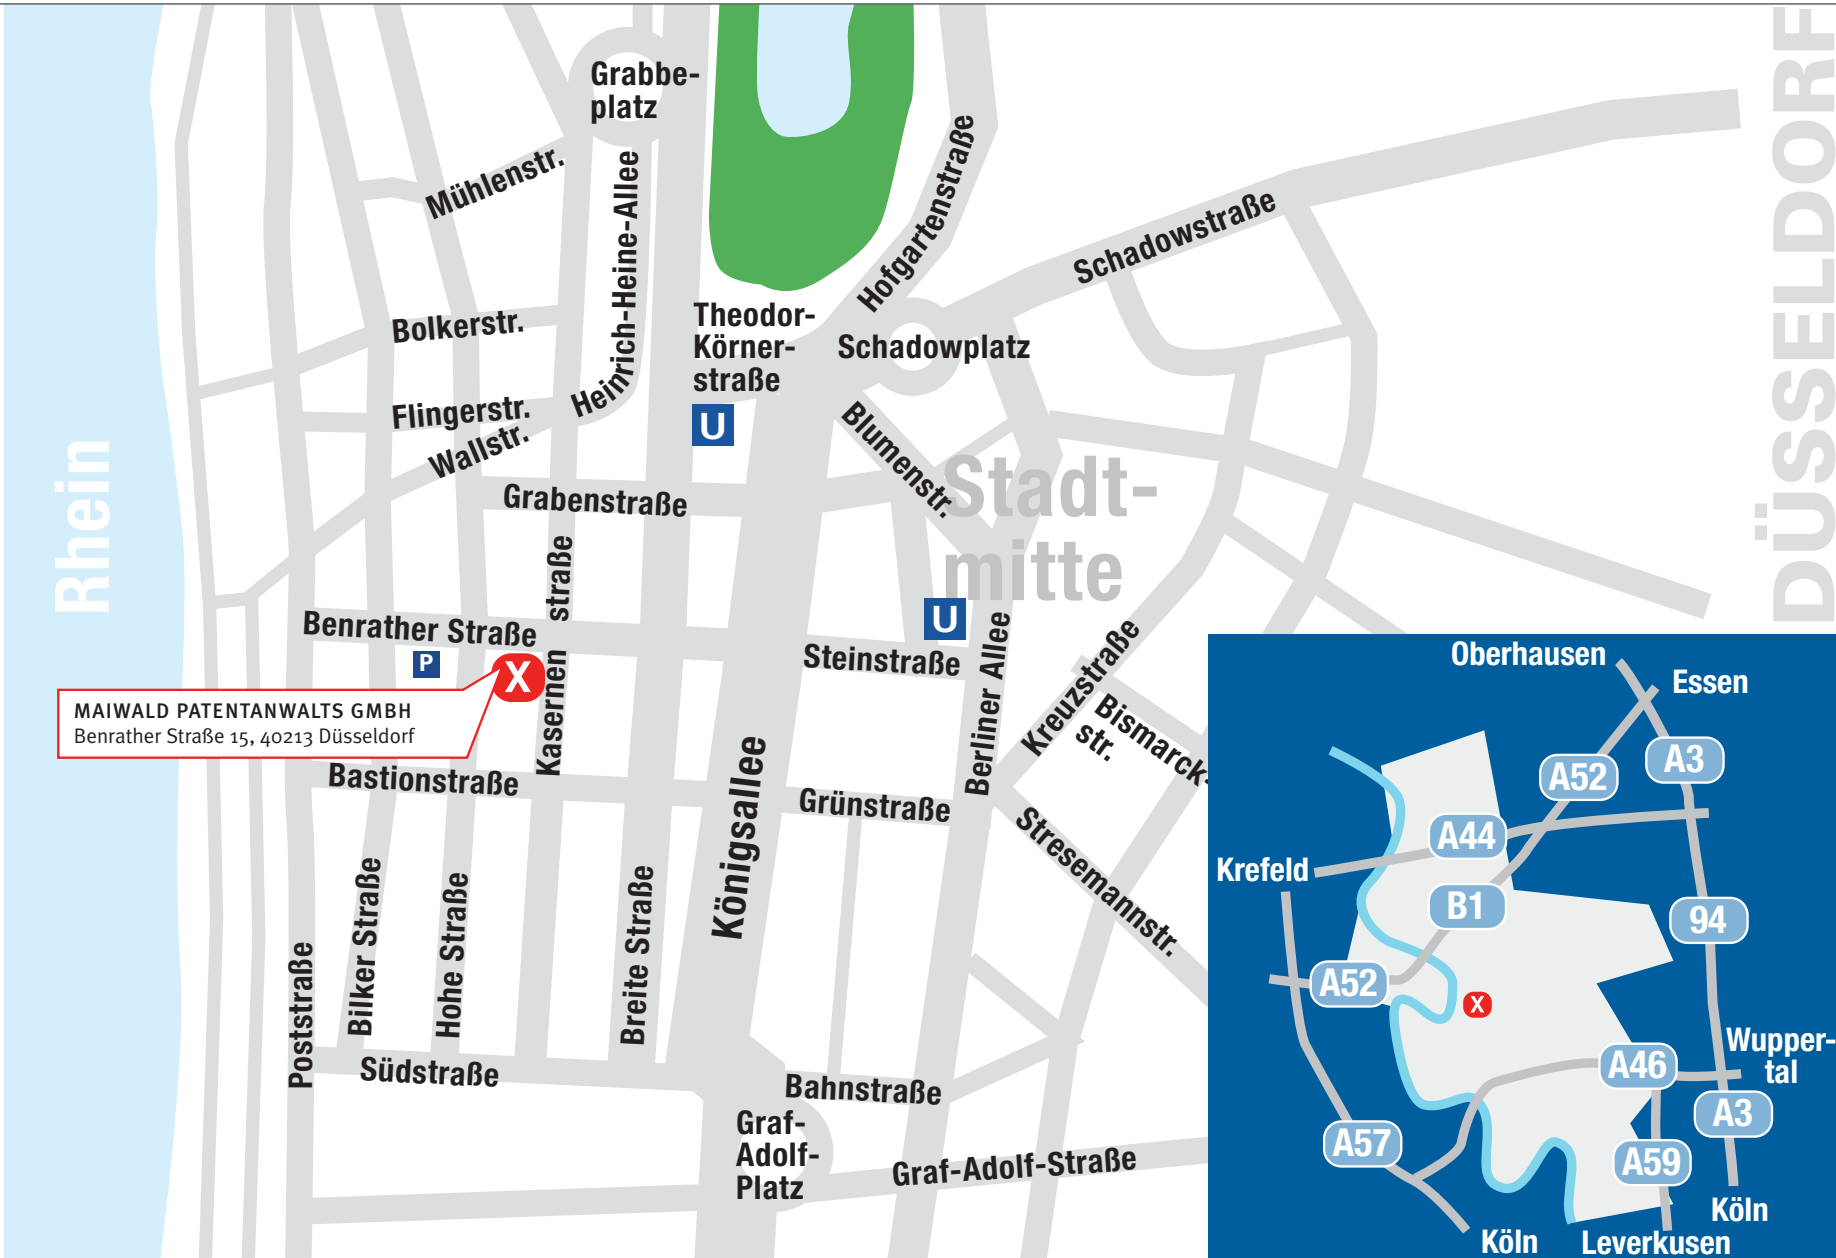 Grabbe-
platz
Mühlenstr.
Heinrich-Heine-Allee
Hofgartenstraße
Schadowstraße
DÜSSELDORF
Theodor-
Körner-
straße
Schadowplatz
Bolkerstr.
Flingerstr.
Wallstr.
U
Blumenstr.
Stadt-
mitte
Rhein
Grabenstraße
Kasernen straße
Benrather Straße
P
X
U
Steinstraße
Berliner Allee
Kreuzstraße
Bismarck-
str.
MAIWALD PATENTANWALTS GMBH
Benrather Straße 15, 40213 Düsseldorf
Bastionstraße
Königsallee
Grünstraße
Stresemannstr.
Poststraße
Bilker Straße
Hohe Straße
Breite Straße
Südstraße
Bahnstraße
Graf-
Adolf-
Platz
Graf-Adolf-Straße
Oberhausen
Essen
A3
A52
A44
Krefeld
B1
94
A52
X
Wupper-
tal
A46
A3
A57
A59
Köln
Köln
Leverkusen